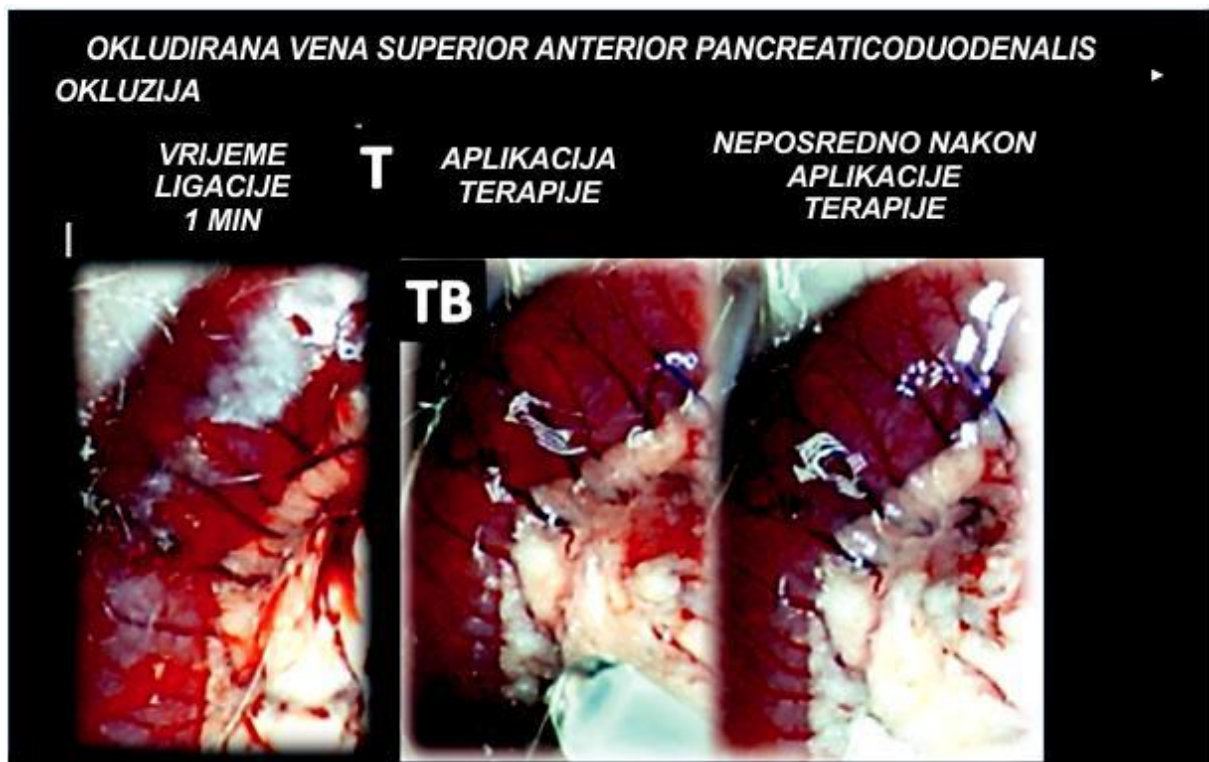 OKLUDIRANA VENA SUPERIOR ANTERIOR PANCREATICODUODENALIS
OKLUZIJA
VRIJEME
LIGACIJE
1 MIN
T
APLIKACIJA
TERAPIJE
NEPOSREDNO NAKON
APLIKACIJE
TERAPIJE
TB